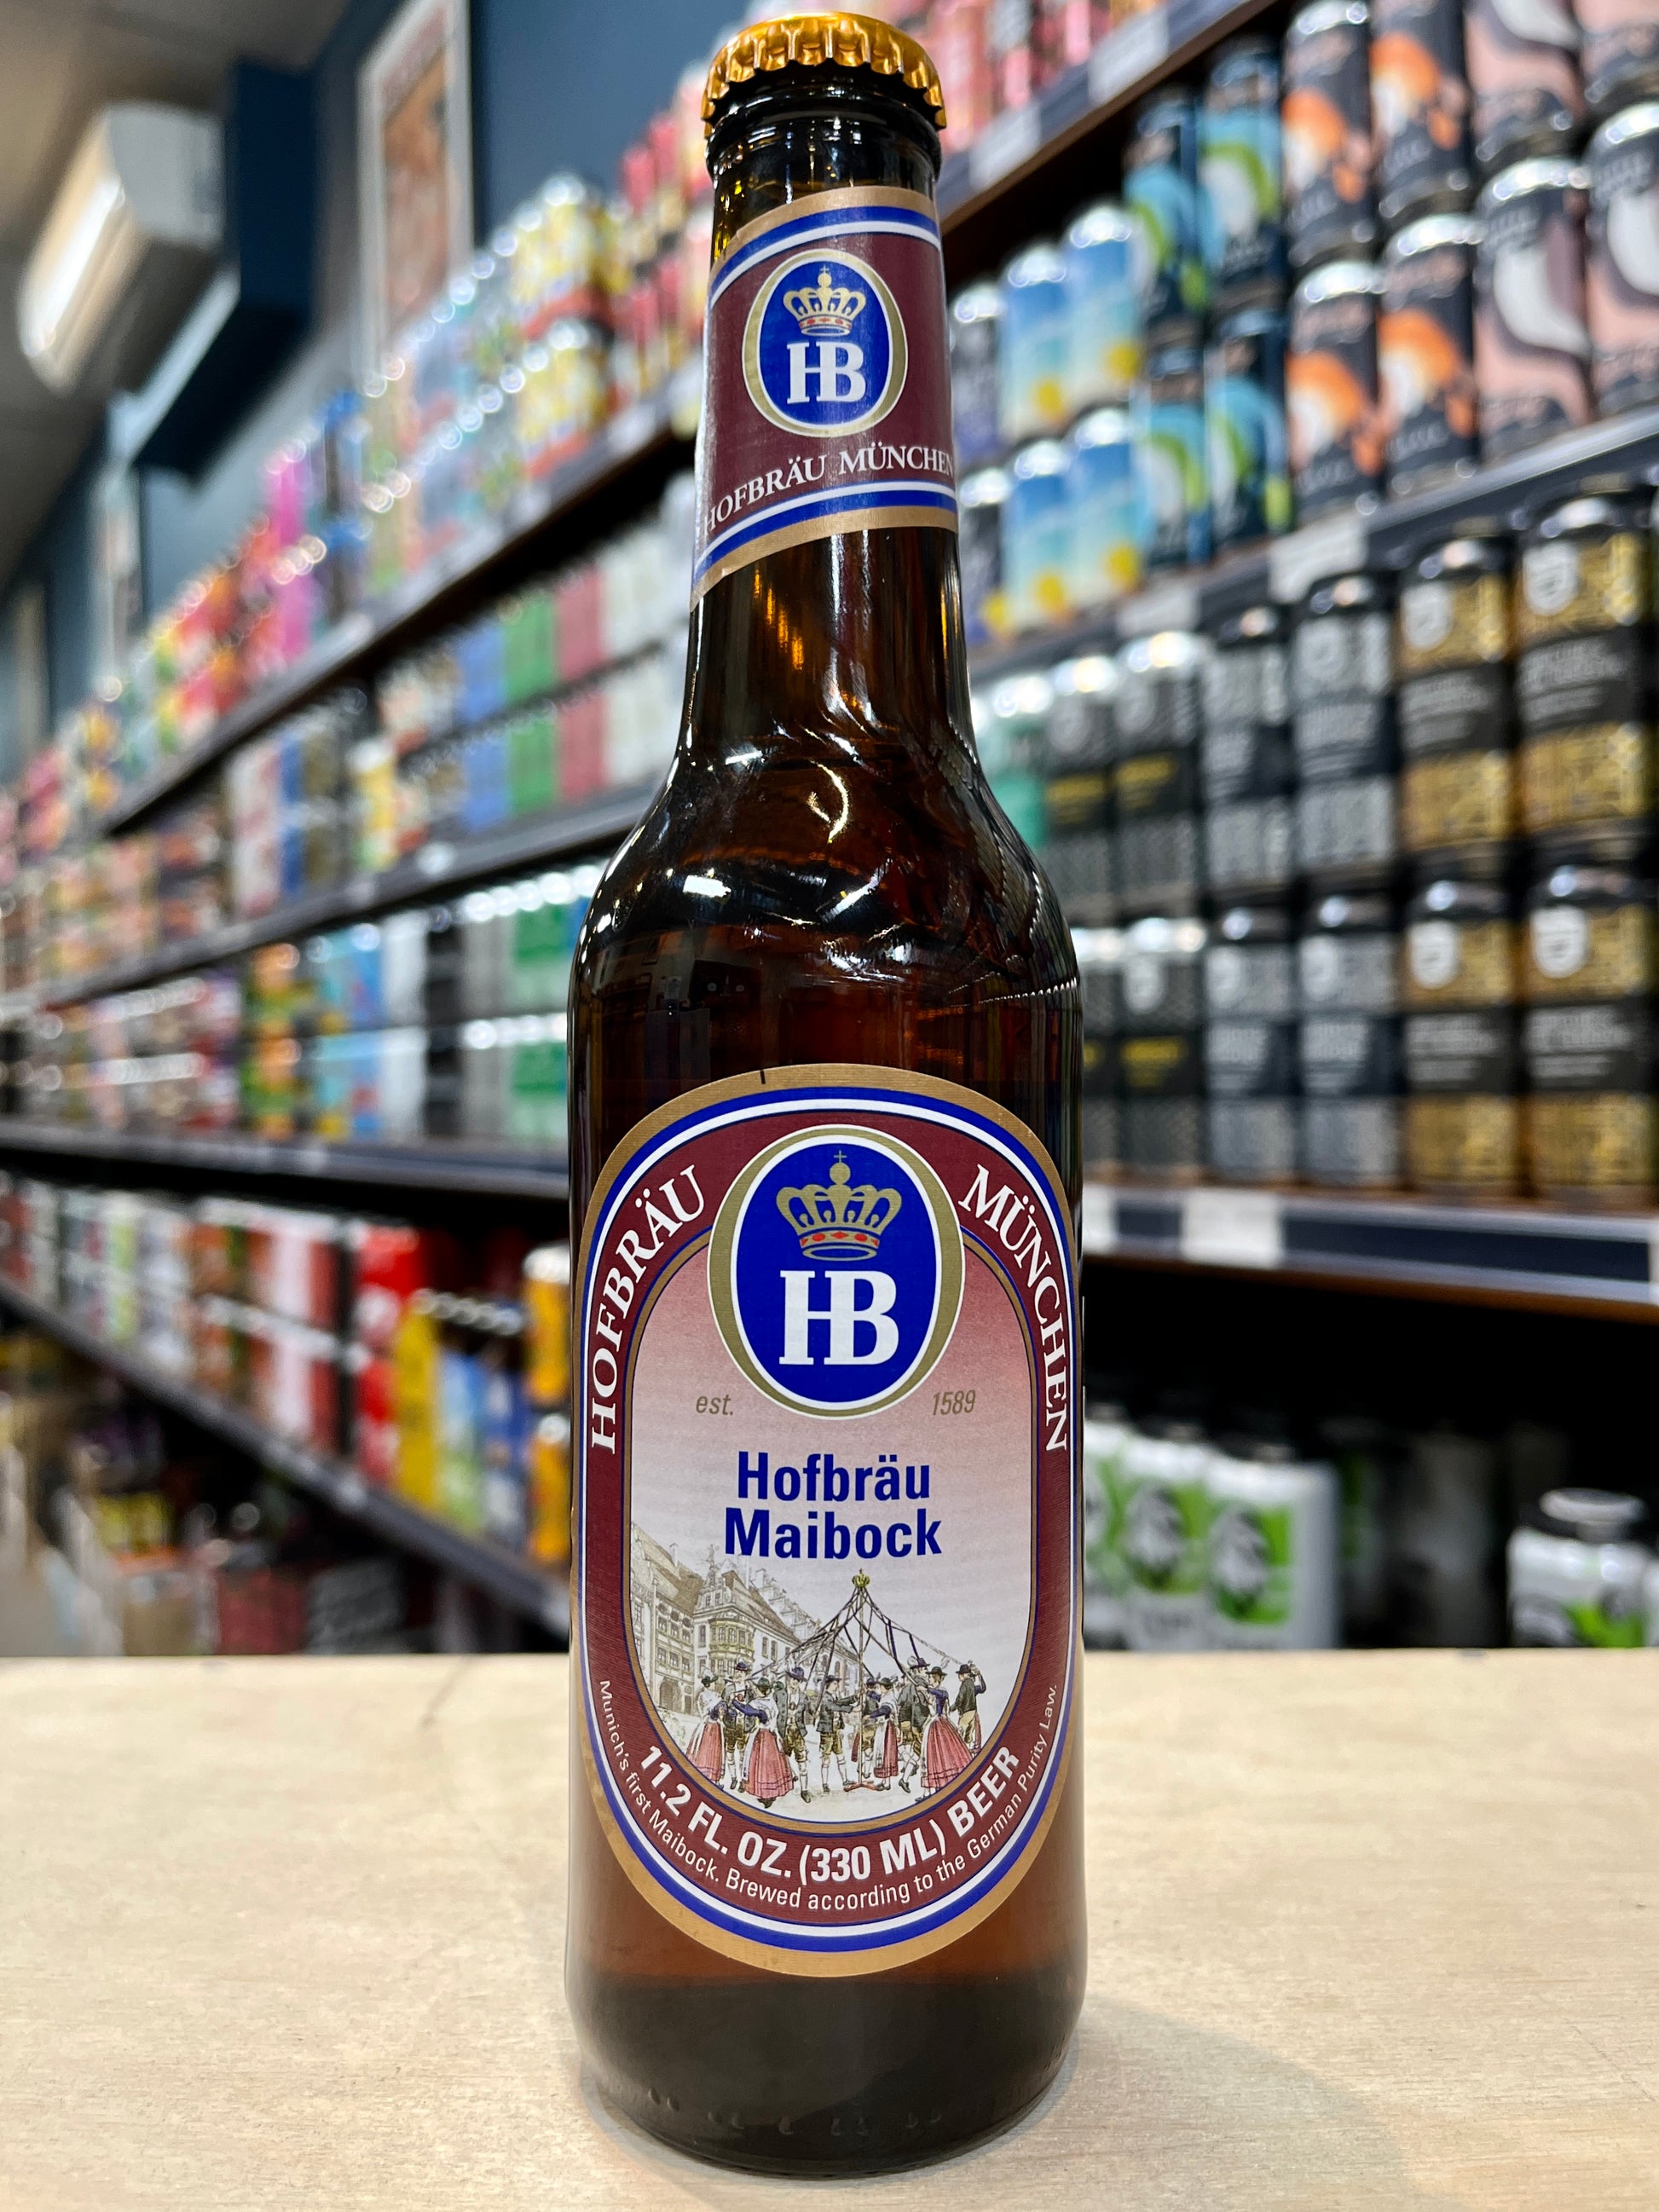 HB
HOFBRÄU MÜNCHEN
HOFBRÄU MÜNCHEN
HB
est. 1589
Hofbräu
Maibock
11.2 FL. OZ. (330 ML) BEER
Munich's first Maibock. Brewed according to the German Purity Law.